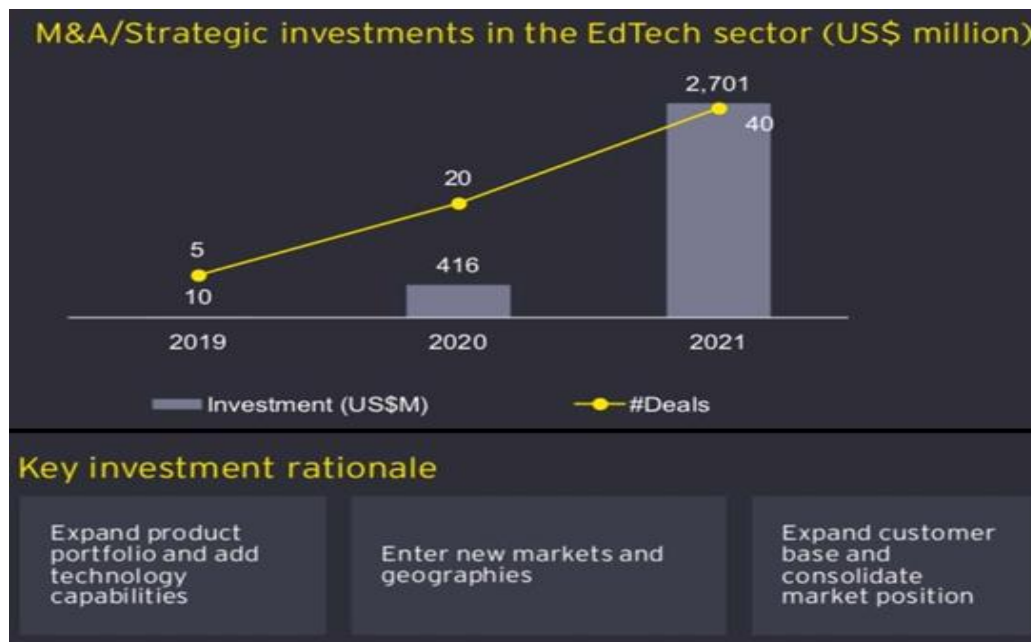 M&A/Strategic investments in the EdTech sector (US$ million)
2,701
40
20
5
416
10
2019 2020 2021
Investment (US$M) #Deals
Key investment rationale
Expand product
portfolio and add
technology
capabilities
Enter new markets and
geographies
Expand customer
base and
consolidate
market position